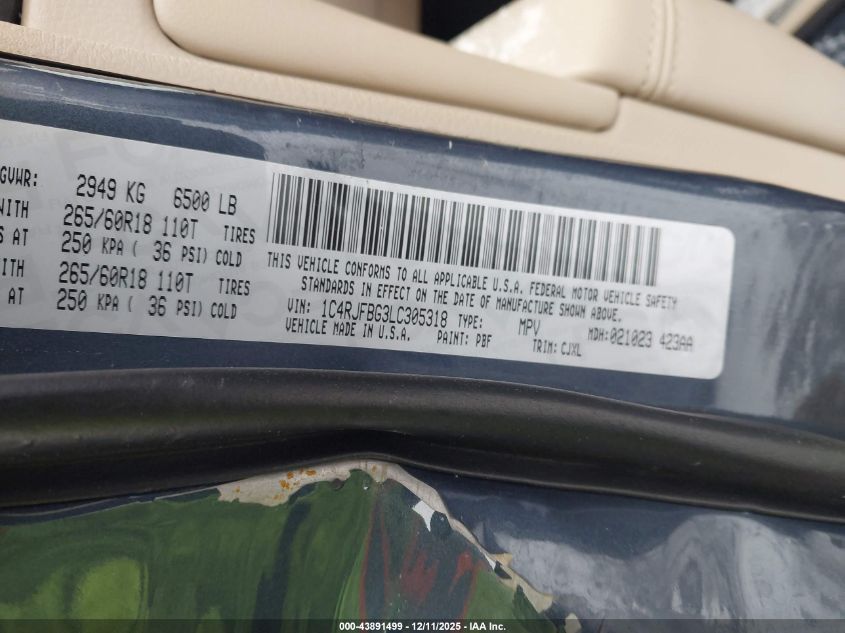 GVWR: 2949 KG 6500 LB
WITH 265/60R18 110T TIRES
S AT 250 KPA ( 36 PSI) COLD
WITH 265/60R18 110T TIRES
AT 250 KPA ( 36 PSI) COLD
THIS VEHICLE CONFORMS TO ALL APPLICABLE U.S.A. FEDERAL MOTOR VEHICLE SAFETY
STANDARDS IN EFFECT ON THE DATE OF MANUFACTURE SHOWN ABOVE.
VIN: 1C4RJFBG3LC305318 TYPE: MPV MDH:021023 423AA
VEHICLE MADE IN U.S.A. PAINT: PBF TRIM: CJXL
000-43891499 - 12/11/2025 - IAA Inc.